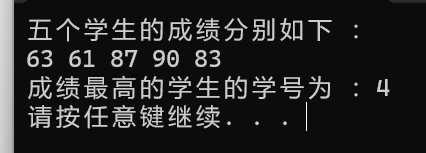 五个学生的成绩分别如下 :
63 61 87 90 83
成绩最高的学生的学号为 : 4
请按任意键继续. . .